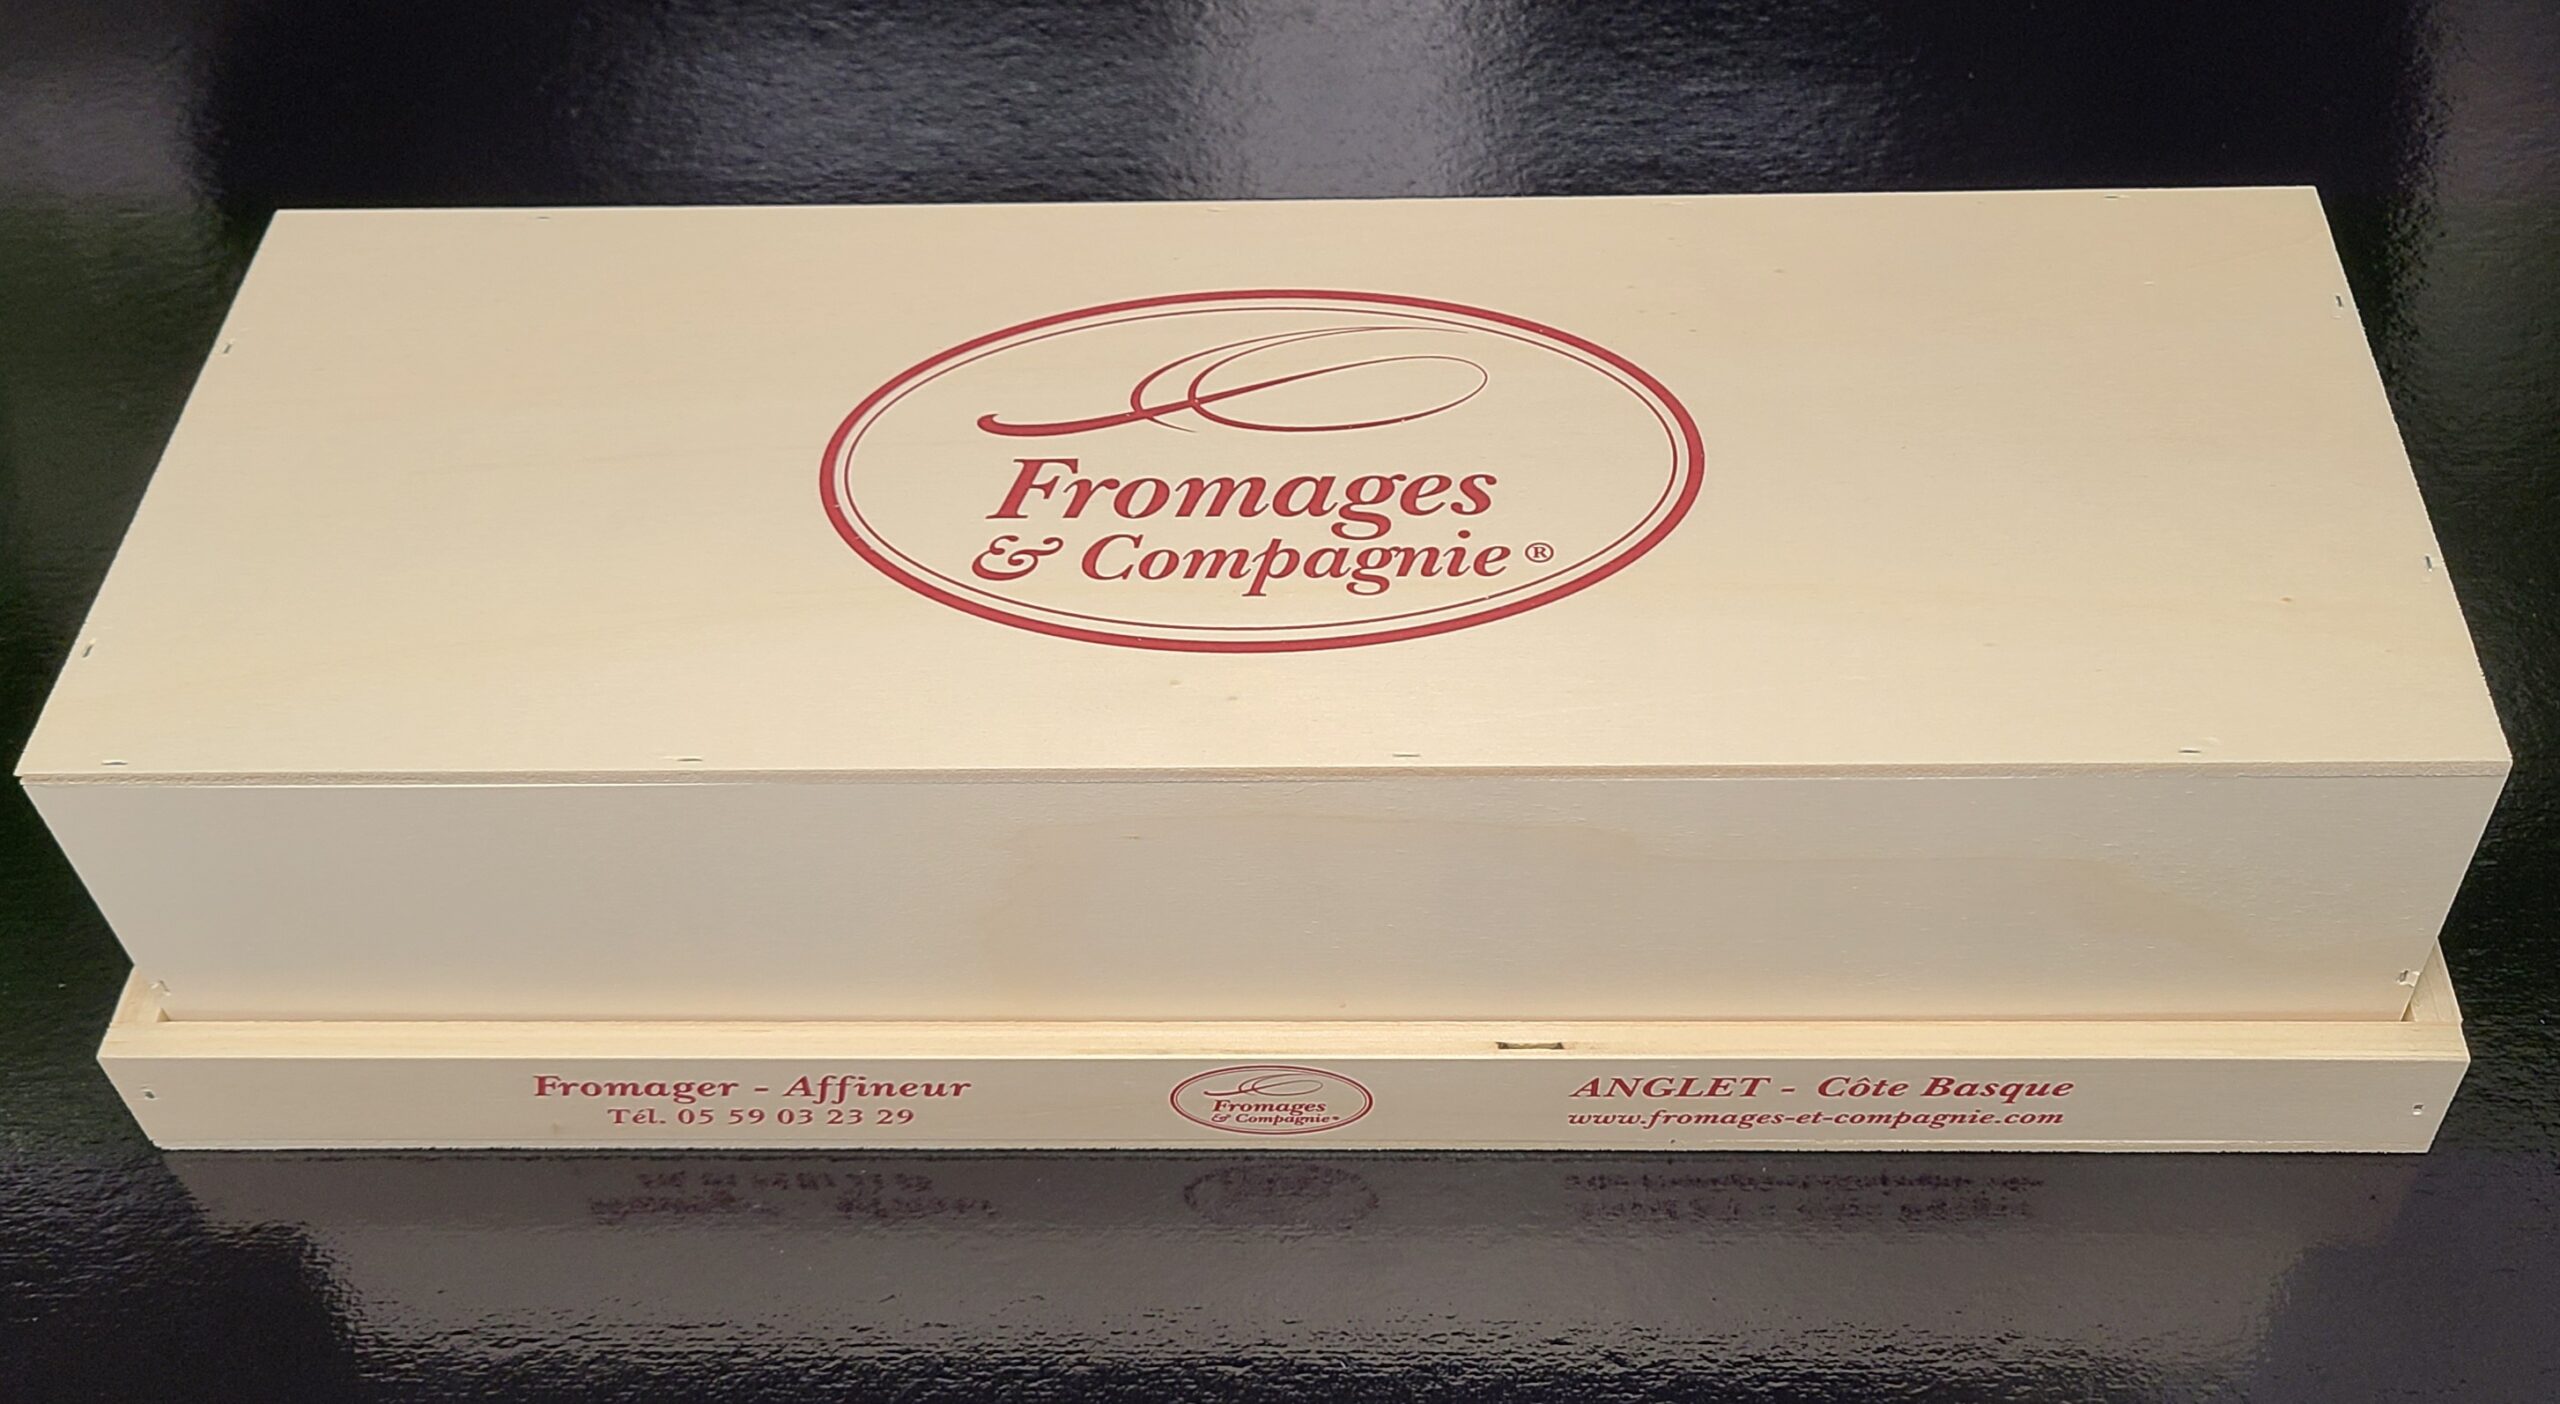 Fromages
& Compagnie®
Fromager - Affineur
Tél. 05 59 03 23 29
Fromages
& Compagnie®
ANGLET - Côte Basque
www.fromages-et-compagnie.com